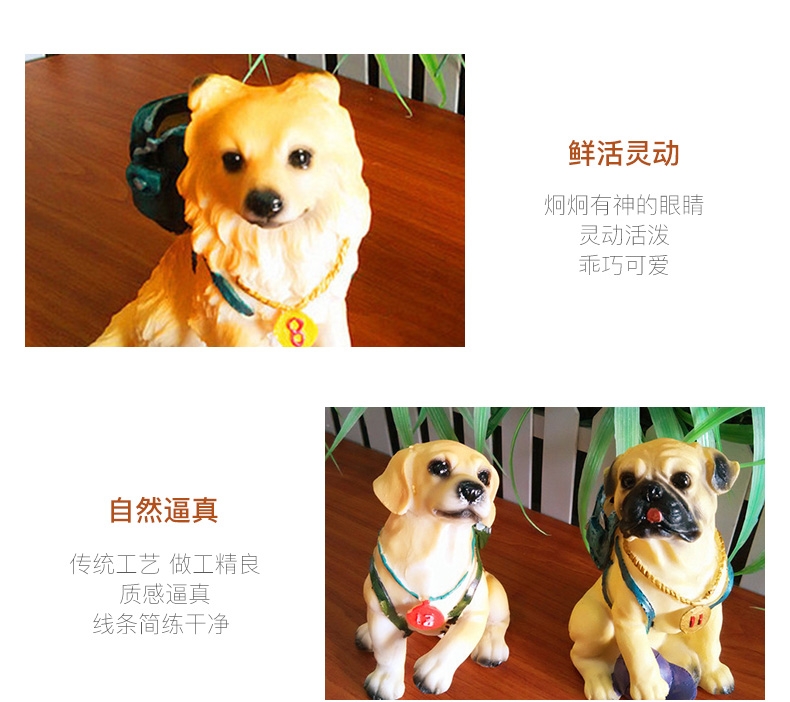 鲜活灵动
炯炯有神的眼睛
灵动活泼
乖巧可爱
8
自然逼真
传统工艺 做工精良
质感逼真
线条简练干净
13
11